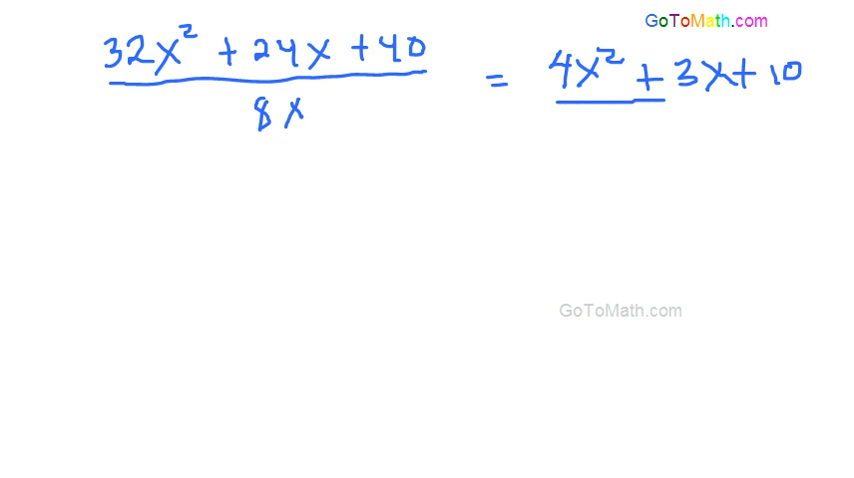 GoToMath.com
32x² + 24x + 40 = 4x² + 3x + 10
8x
GoToMath.com